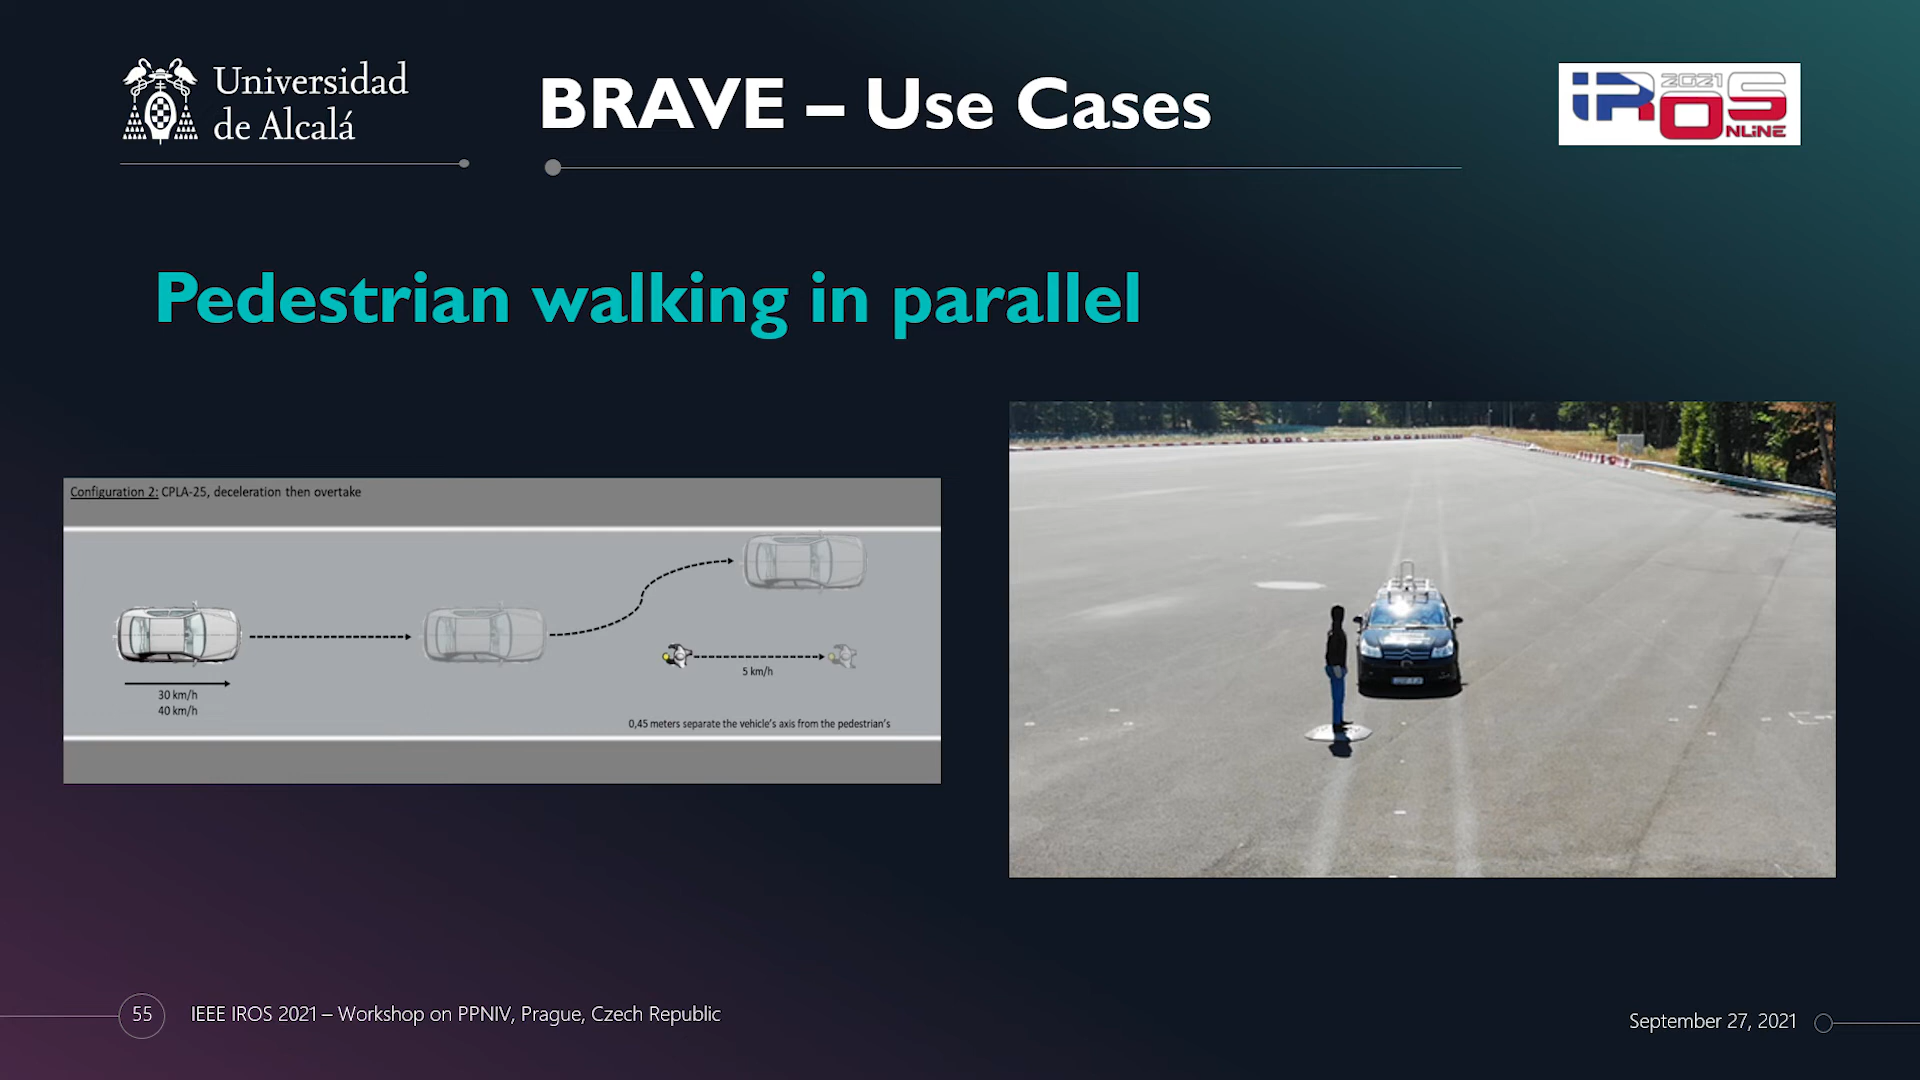 Universidad
de Alcalá
BRAVE – Use Cases
2021
iROS
NLiNE
Pedestrian walking in parallel
Configuration 2: CPLA-25, deceleration then overtake
30 km/h
40 km/h
5 km/h
0,45 meters separate the vehicle's axis from the pedestrian's
55
IEEE IROS 2021 – Workshop on PPNIV, Prague, Czech Republic
September 27, 2021